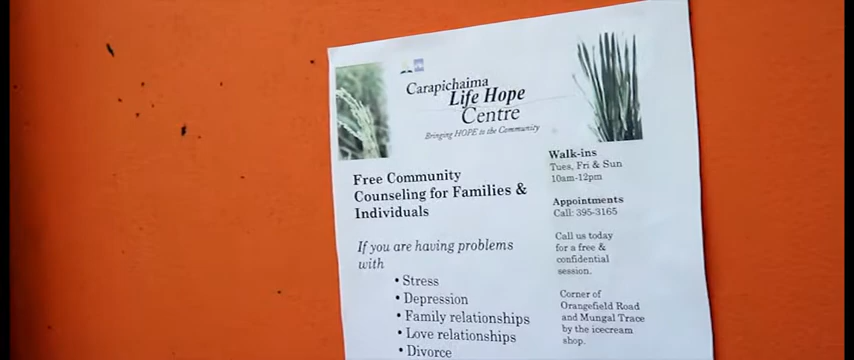 Carapichaima
Life Hope
Centre
Bringing HOPE to the Community
Free Community
Counseling for Families &
Individuals
If you are having problems
with
• Stress
• Depression
• Family relationships
• Love relationships
• Divorce
Walk-ins
Tues, Fri & Sun
10am-12pm
Appointments
Call: 395-3165
Call us today
for a free &
confidential
session.
Corner of
Orangefield Road
and Mungal Trace
by the icecream
shop.